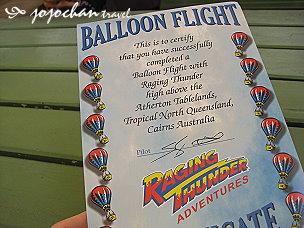 jojochan travel
BALLOON FLIGHT
This is to certify
that you have successfully
completed a
Balloon Flight with
Raging Thunder
high above the
Atherton Tablelands,
Tropical North Queensland,
Cairns Australia
Pilot
RAGING
THUNDER
ADVENTURES